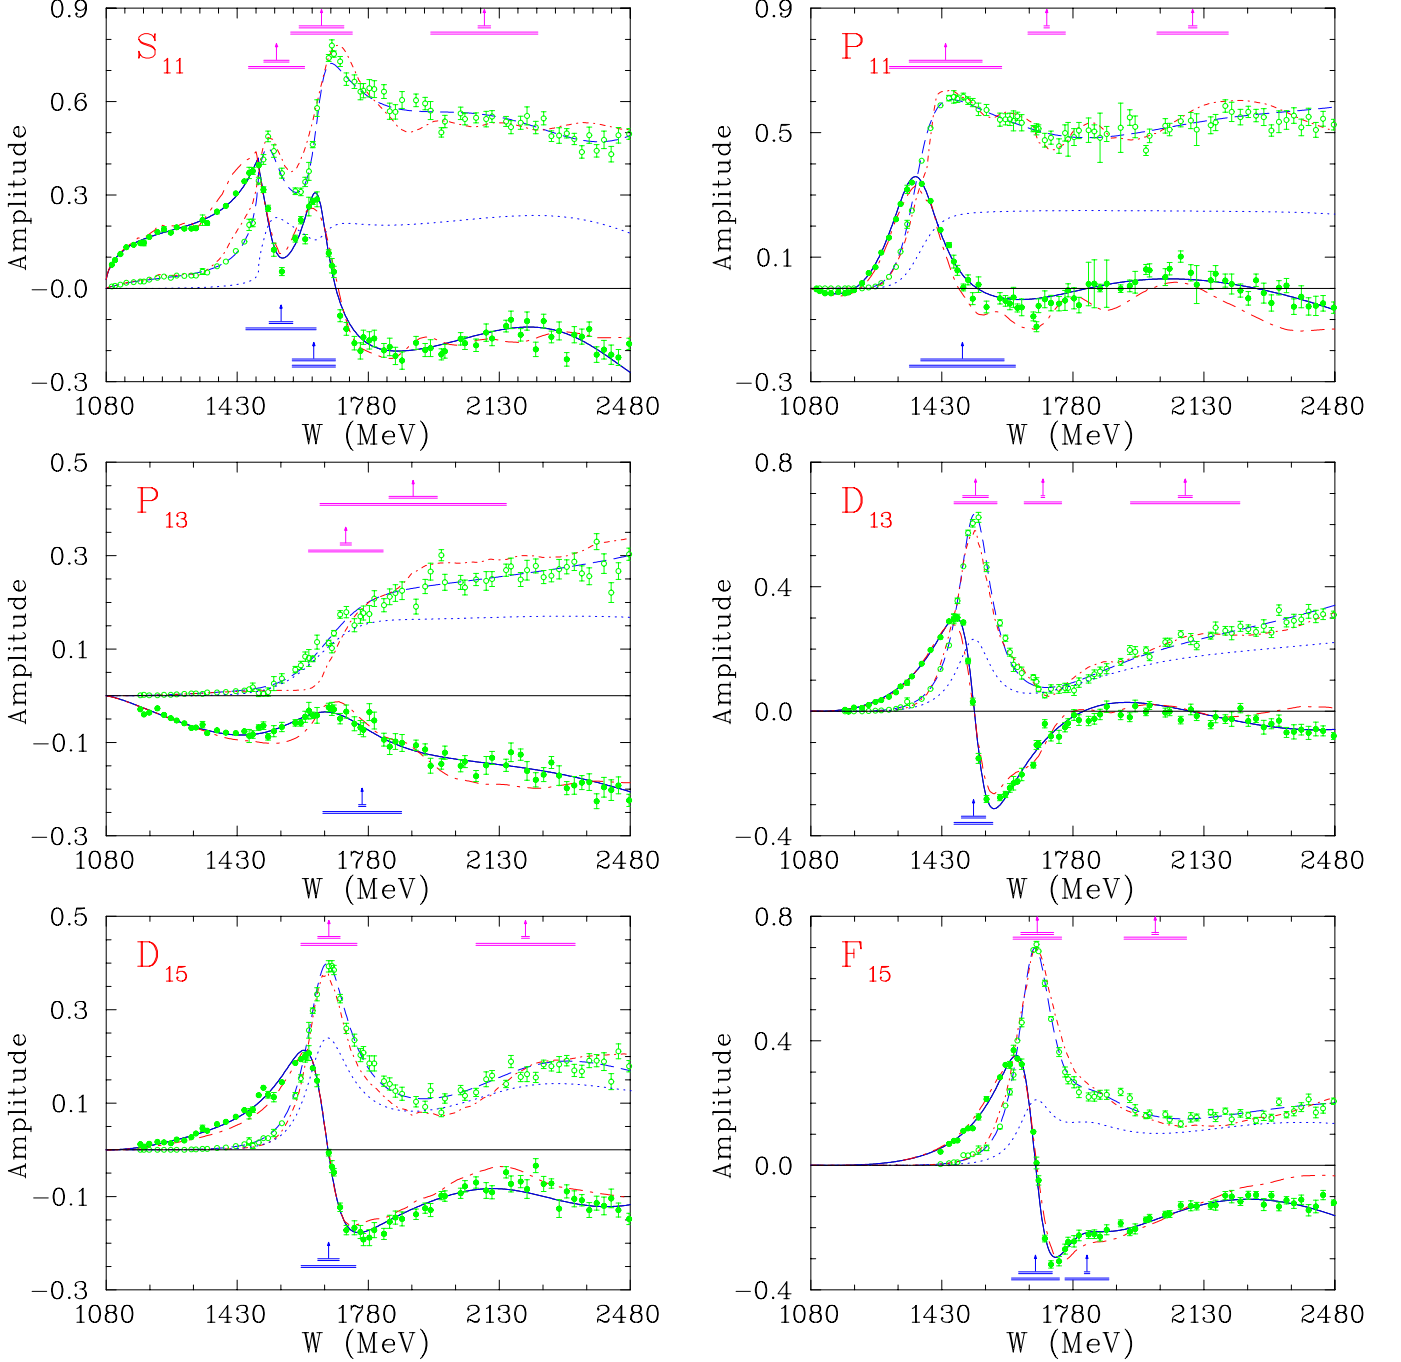 0.9 0.6 0.3 −0.0 −0.3
Amplitude
S11
1080 1430 1780 2130 2480
W (MeV)
0.9 0.5 0.1 −0.3
Amplitude
P11
1080 1430 1780 2130 2480
W (MeV)
0.5 0.3 0.1 −0.1 −0.3
Amplitude
P13
1080 1430 1780 2130 2480
W (MeV)
0.8 0.4 0.0 −0.4
Amplitude
D13
1080 1430 1780 2130 2480
W (MeV)
0.5 0.3 0.1 −0.1 −0.3
Amplitude
D15
1080 1430 1780 2130 2480
W (MeV)
0.8 0.4 0.0 −0.4
Amplitude
F15
1080 1430 1780 2130 2480
W (MeV)